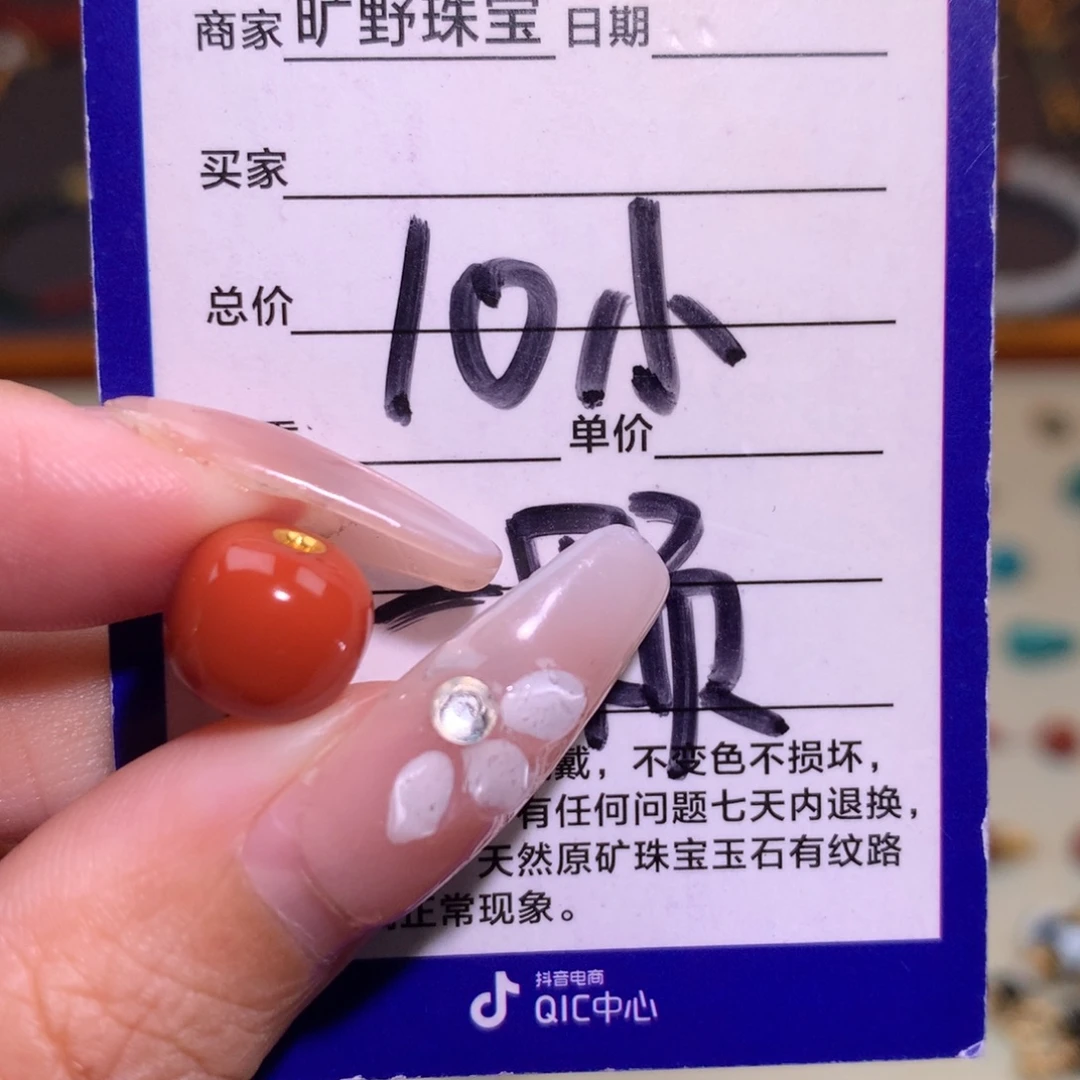 商家 旷野珠宝 日期
买家
总价 10小
单价
一颗
戴，不变色不损坏，
有任何问题七天内退换，
天然原矿珠宝玉石有纹路
正常现象。
抖音电商
QIC中心